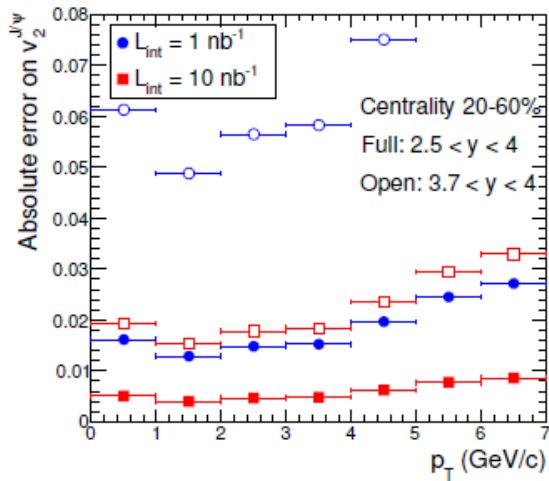 Absolute error on v₂^J/ψ
0.08
0.07
0.06
0.05
0.04
0.03
0.02
0.01
0
L_int = 1 nb⁻¹
L_int = 10 nb⁻¹
Centrality 20-60%
Full: 2.5 < y < 4
Open: 3.7 < y < 4
0 1 2 3 4 5 6 7
p_T (GeV/c)